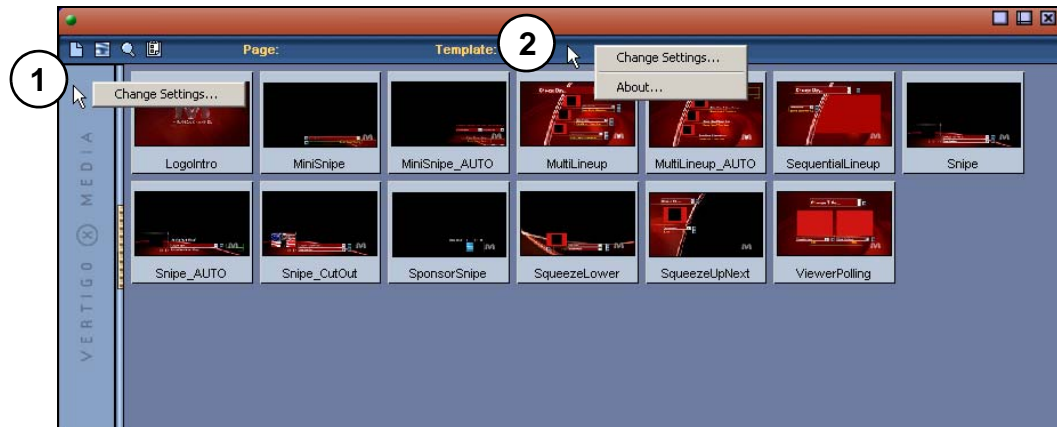 Page:
Template:
2
Change Settings...
About...
1
Change Settings...
LogoIntro
MiniSnipe
MiniSnipe_AUTO
MultiLineup
MultiLineup_AUTO
SequentialLineup
Snipe
Snipe_AUTO
Snipe_CutOut
SponsorSnipe
SqueezeLower
SqueezeUpNext
ViewerPolling
VERTIGO X MEDIA